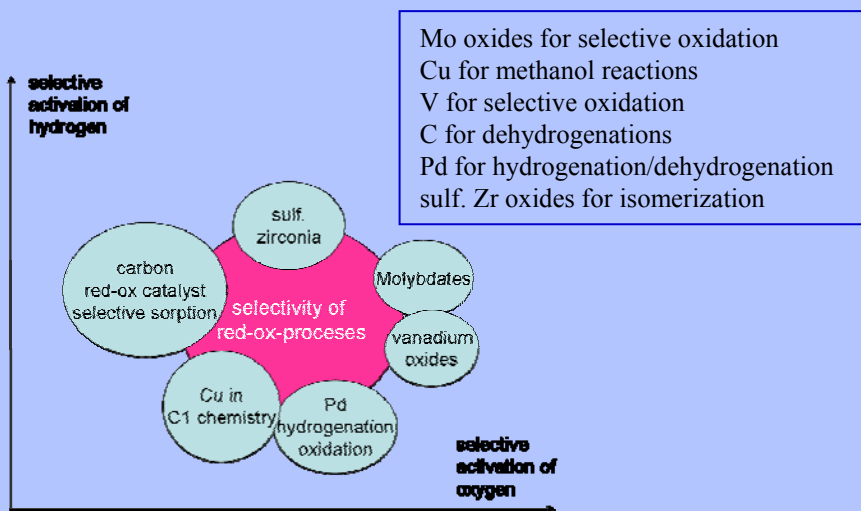 Mo oxides for selective oxidation
Cu for methanol reactions
V for selective oxidation
C for dehydrogenations
Pd for hydrogenation/dehydrogenation
sulf. Zr oxides for isomerization
selective
activation of
hydrogen
sulf.
zirconia
carbon
red-ox catalyst
selective sorption
Molybdates
selectivity of
red-ox-proceses
vanadium
oxides
Cu in
C1 chemistry
Pd
hydrogenation
oxidation
selective
activation of
oxygen